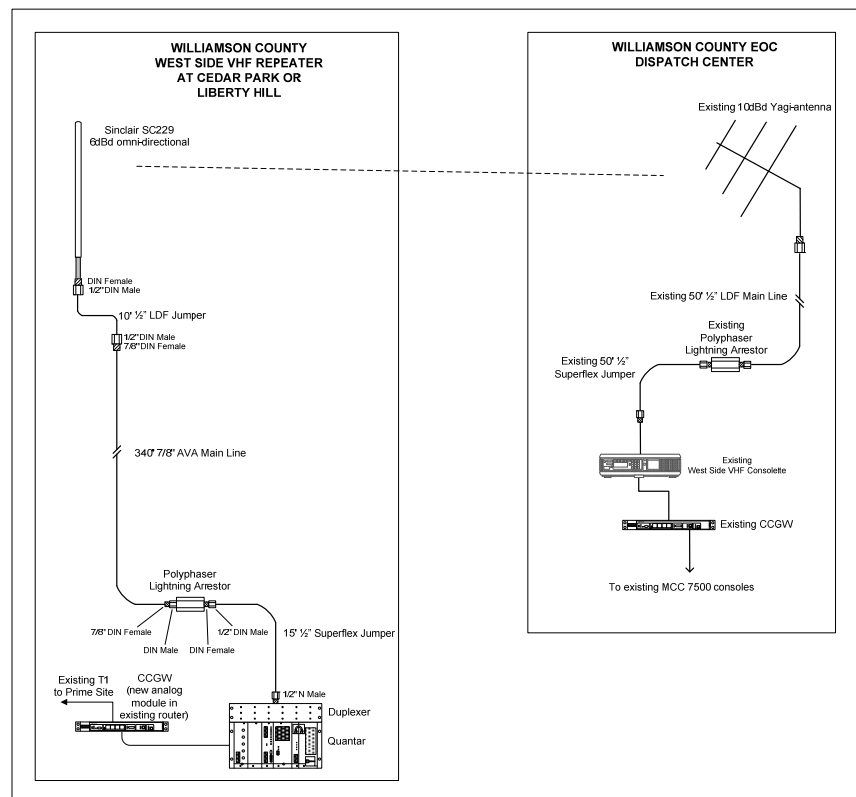 WILLIAMSON COUNTY
WEST SIDE VHF REPEATER
AT CEDAR PARK OR
LIBERTY HILL
Sinclair SC229
6dBd omni-directional
DIN Female
1/2" DIN Male
10' ½" LDF Jumper
1/2" DIN Male
7/8" DIN Female
340' 7/8" AVA Main Line
Polyphaser
Lightning Arrestor
7/8" DIN Female
1/2" DIN Male
DIN Male
DIN Female
15' ½" Superflex Jumper
1/2" N Male
Existing T1
to Prime Site
CCGW
(new analog
module in
existing router)
Duplexer
Quantar
WILLIAMSON COUNTY EOC
DISPATCH CENTER
Existing 10dBd Yagi-antenna
Existing 50' ½" LDF Main Line
Existing
Polyphaser
Lightning Arrestor
Existing 50' ½"
Superflex Jumper
Existing
West Side VHF Consolette
Existing CCGW
To existing MCC 7500 consoles